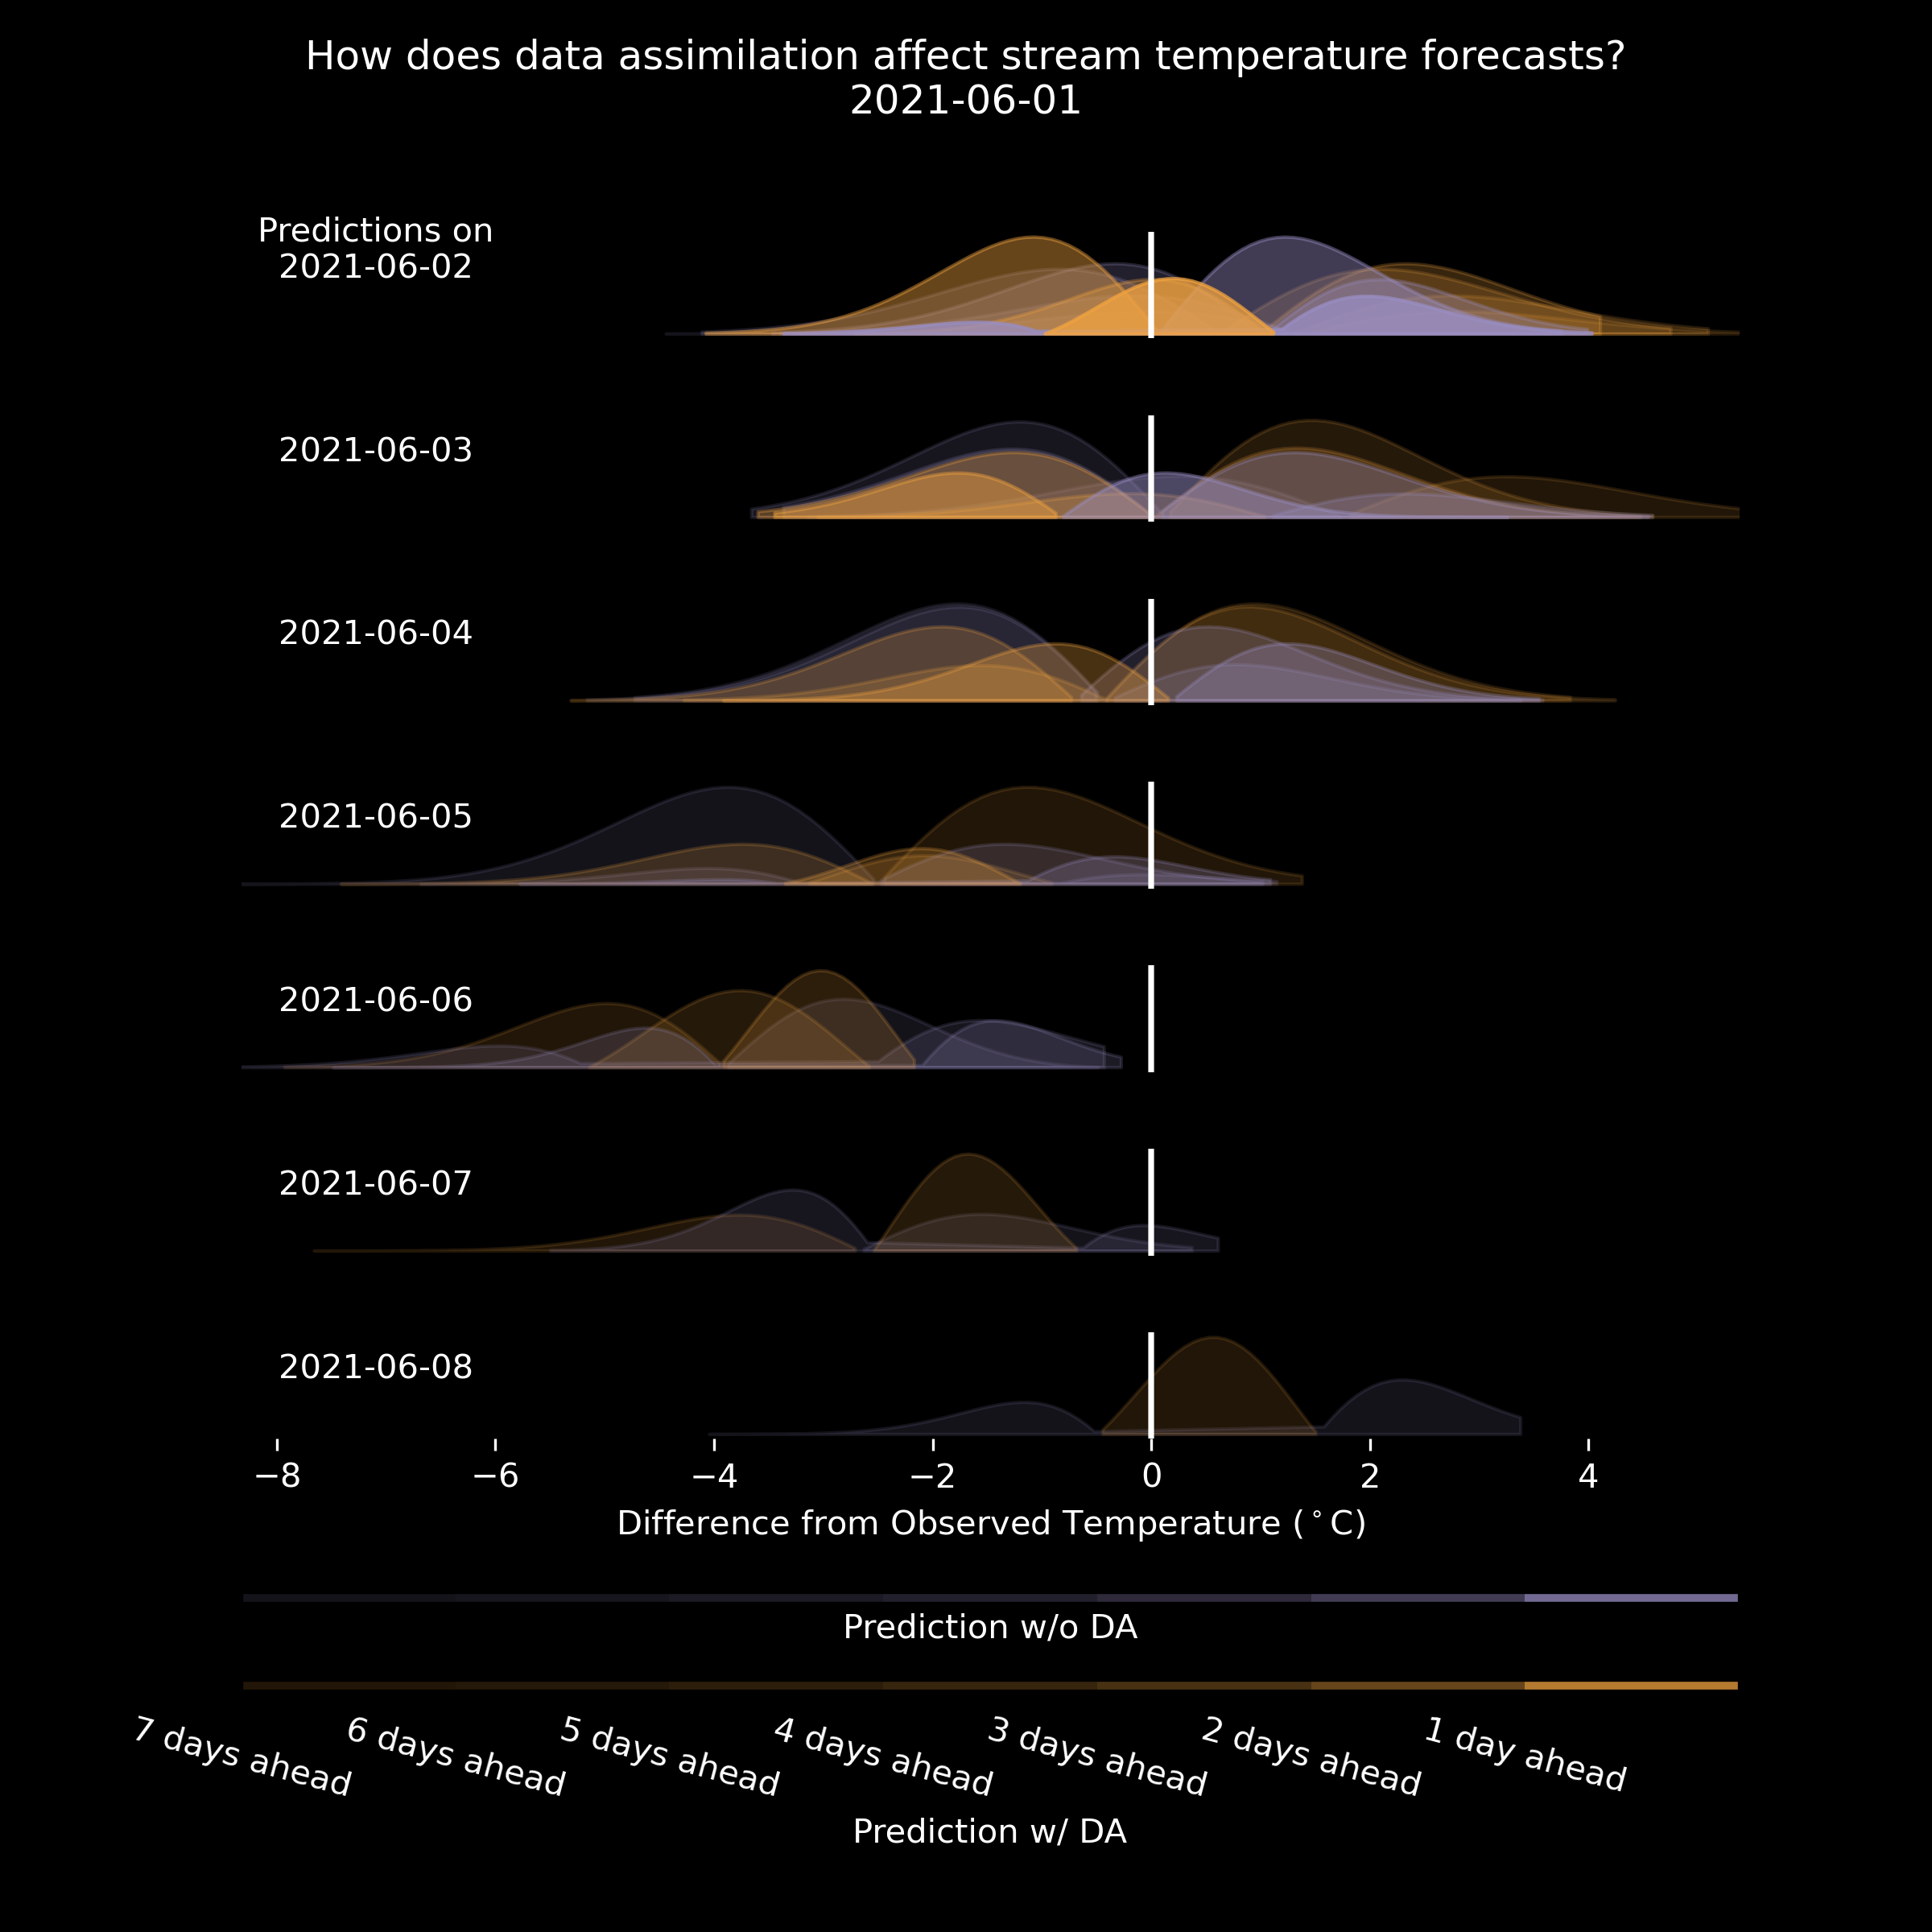 How does data assimilation affect stream temperature forecasts?
2021-06-01
Predictions on
2021-06-02
2021-06-03
2021-06-04
2021-06-05
2021-06-06
2021-06-07
2021-06-08
−8 −6 −4 −2 0 2 4
Difference from Observed Temperature (°C)
Prediction w/o DA
7 days ahead 6 days ahead 5 days ahead 4 days ahead 3 days ahead 2 days ahead 1 day ahead
Prediction w/ DA